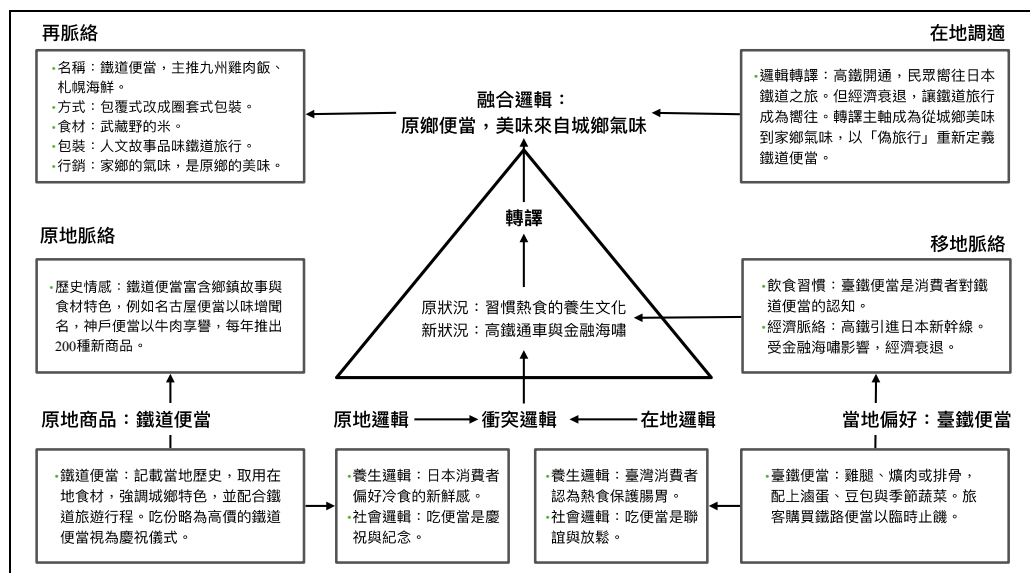 再脈絡
•名稱：鐵道便當，主推九州雞肉飯、
札幌海鮮。
•方式：包覆式改成圈套式包裝。
•食材：武藏野的米。
•包裝：人文故事品味鐵道旅行。
•行銷：家鄉的氣味，是原鄉的美味。
融合邏輯：
原鄉便當，美味來自城鄉氣味
在地調適
•邏輯轉譯：高鐵開通，民眾嚮往日本
鐵道之旅。但經濟衰退，讓鐵道旅行
成為嚮往。轉譯主軸成為從城鄉美味
到家鄉氣味，以「偽旅行」重新定義
鐵道便當。
轉譯
原地脈絡
•歷史情感：鐵道便當富含鄉鎮故事與
食材特色，例如名古屋便當以味增聞
名，神戶便當以牛肉享譽，每年推出
200種新商品。
原狀況：習慣熱食的養生文化
新狀況：高鐵通車與金融海嘯
移地脈絡
•飲食習慣：臺鐵便當是消費者對鐵
道便當的認知。
•經濟脈絡：高鐵引進日本新幹線。
受金融海嘯影響，經濟衰退。
原地商品：鐵道便當
•鐵道便當：記載當地歷史，取用在
地食材，強調城鄉特色，並配合鐵
道旅遊行程。吃份略為高價的鐵道
便當視為慶祝儀式。
原地邏輯
衝突邏輯
在地邏輯
•養生邏輯：日本消費者
偏好冷食的新鮮感。
•社會邏輯：吃便當是慶
祝與紀念。
•養生邏輯：臺灣消費者
認為熱食保護腸胃。
•社會邏輯：吃便當是聯
誼與放鬆。
當地偏好：臺鐵便當
•臺鐵便當：雞腿、爌肉或排骨，
配上滷蛋、豆包與季節蔬菜。旅
客購買鐵路便當以臨時止饑。